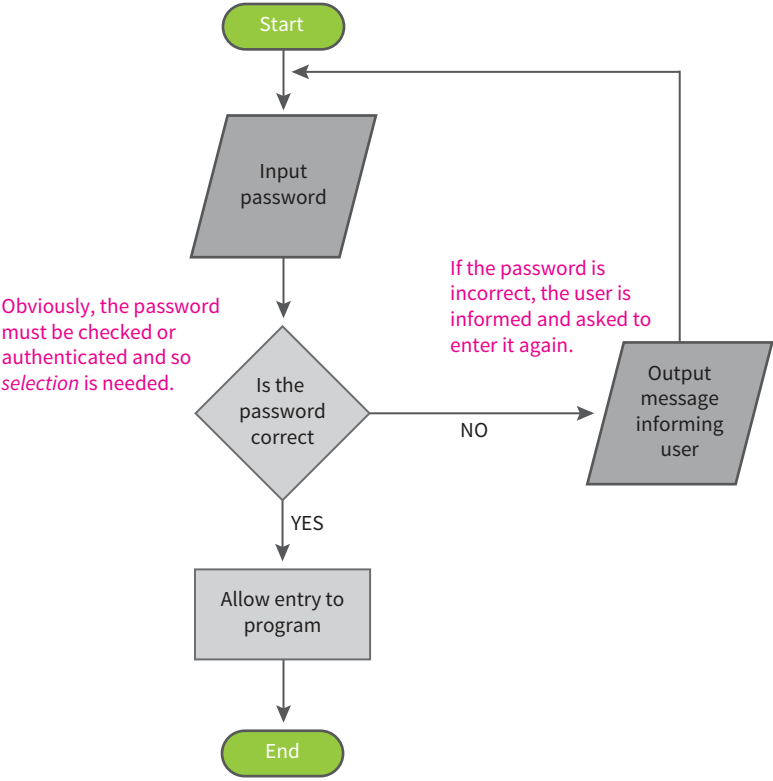 Start
Input
password
Obviously, the password
must be checked or
authenticated and so
selection is needed.
If the password is
incorrect, the user is
informed and asked to
enter it again.
Is the
password
correct
NO
Output
message
informing
user
YES
Allow entry to
program
End